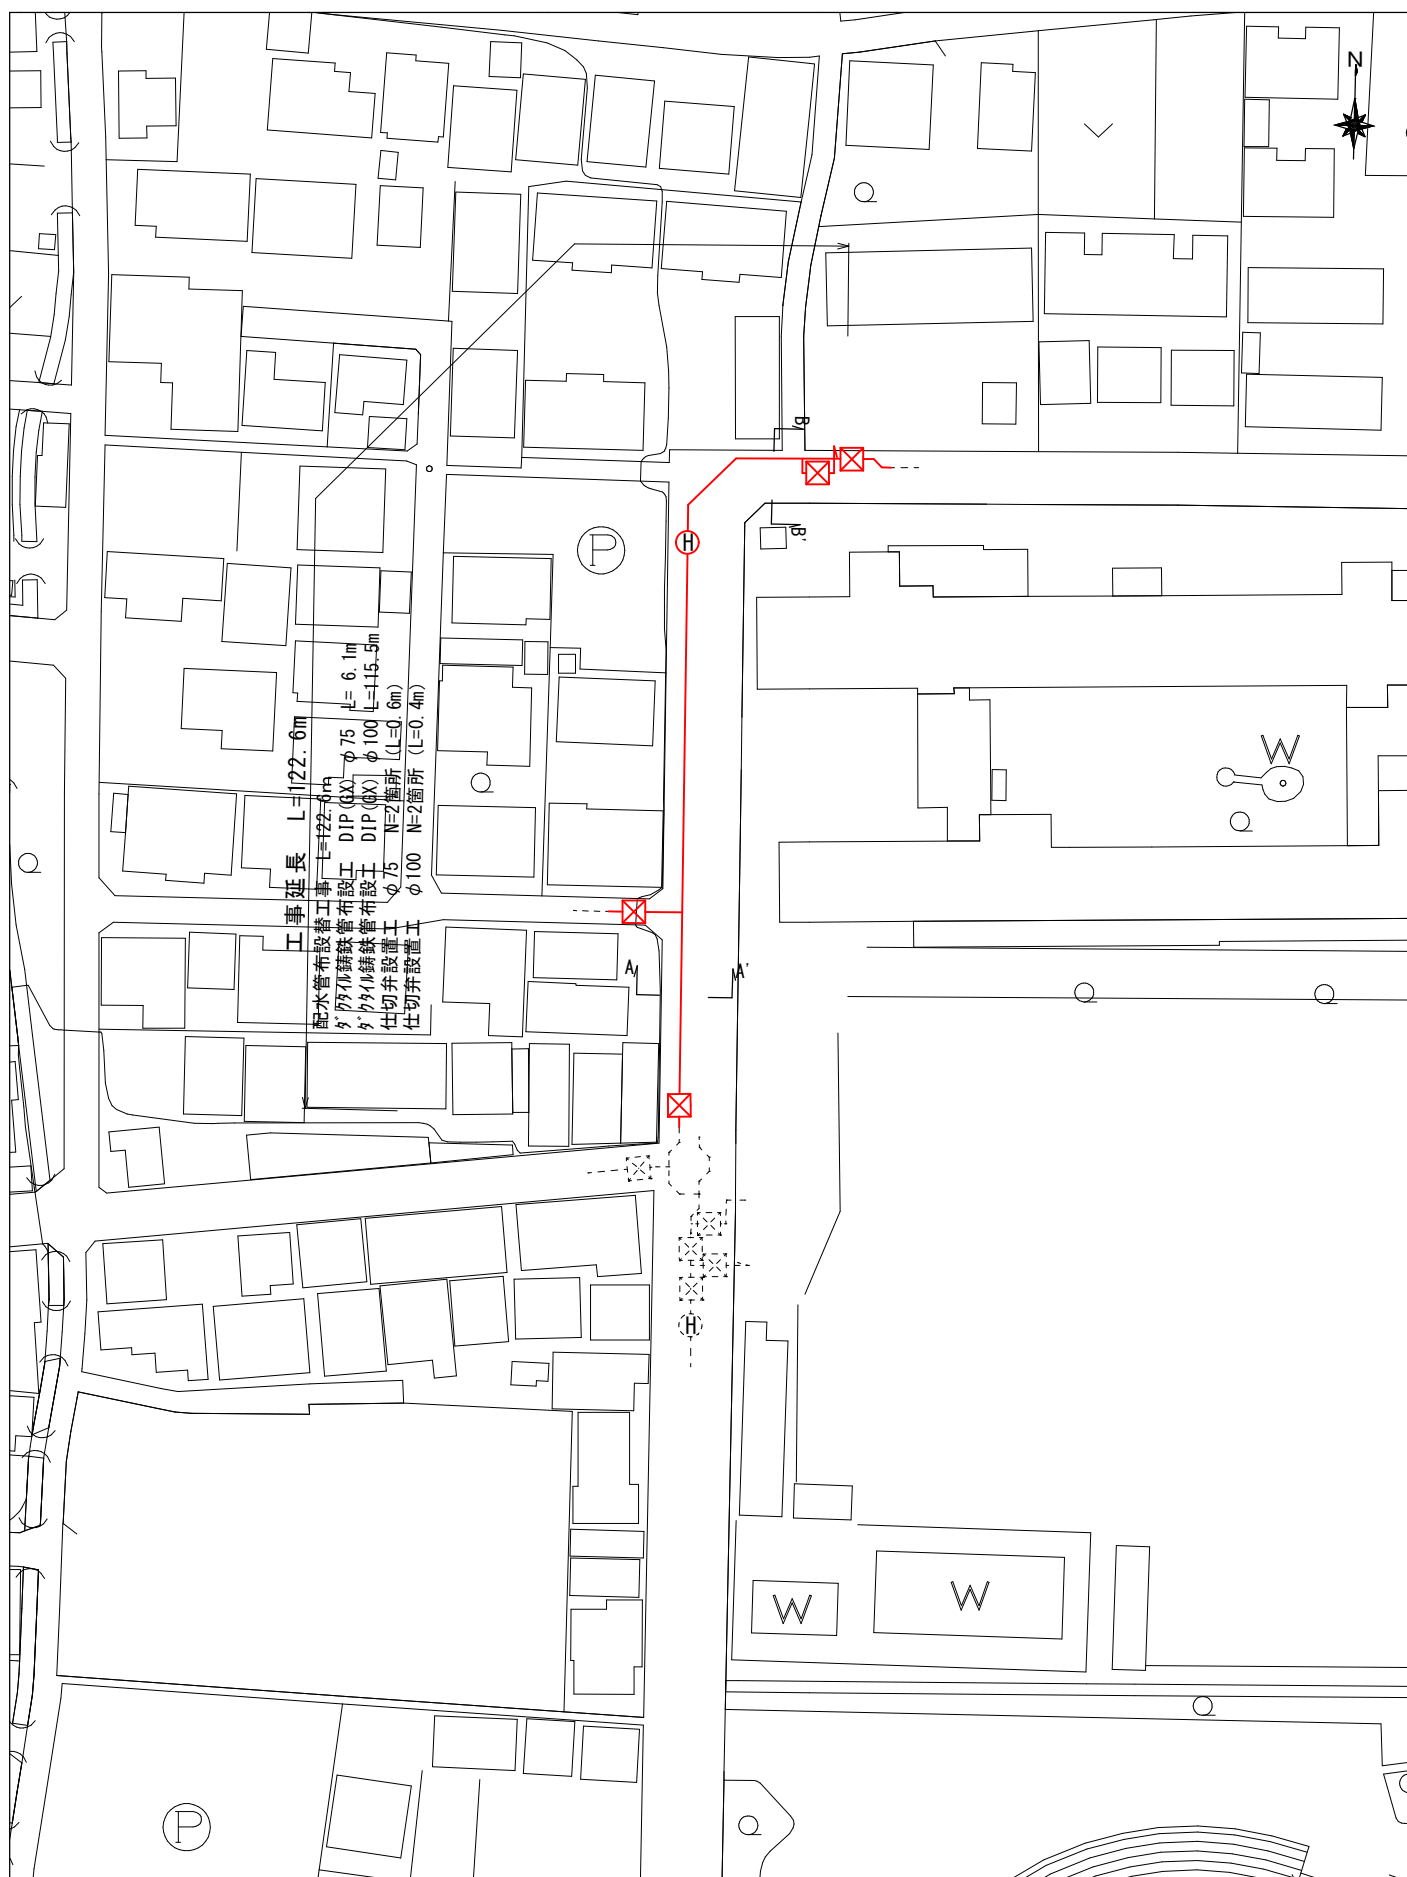 N
B
B'
H
P
W
工事延長 L=122.6m
配水管布設替工事 L=122.6m
ダクタイル鋳鉄管布設工 DIP(GX) φ75 L= 6.1m
ダクタイル鋳鉄管布設工 DIP(GX) φ100 L=115.5m
仕切弁設置工 φ75 N=2箇所 (L=0.6m)
仕切弁設置工 φ100 N=2箇所 (L=0.4m)
A
A'
H
W
W
P